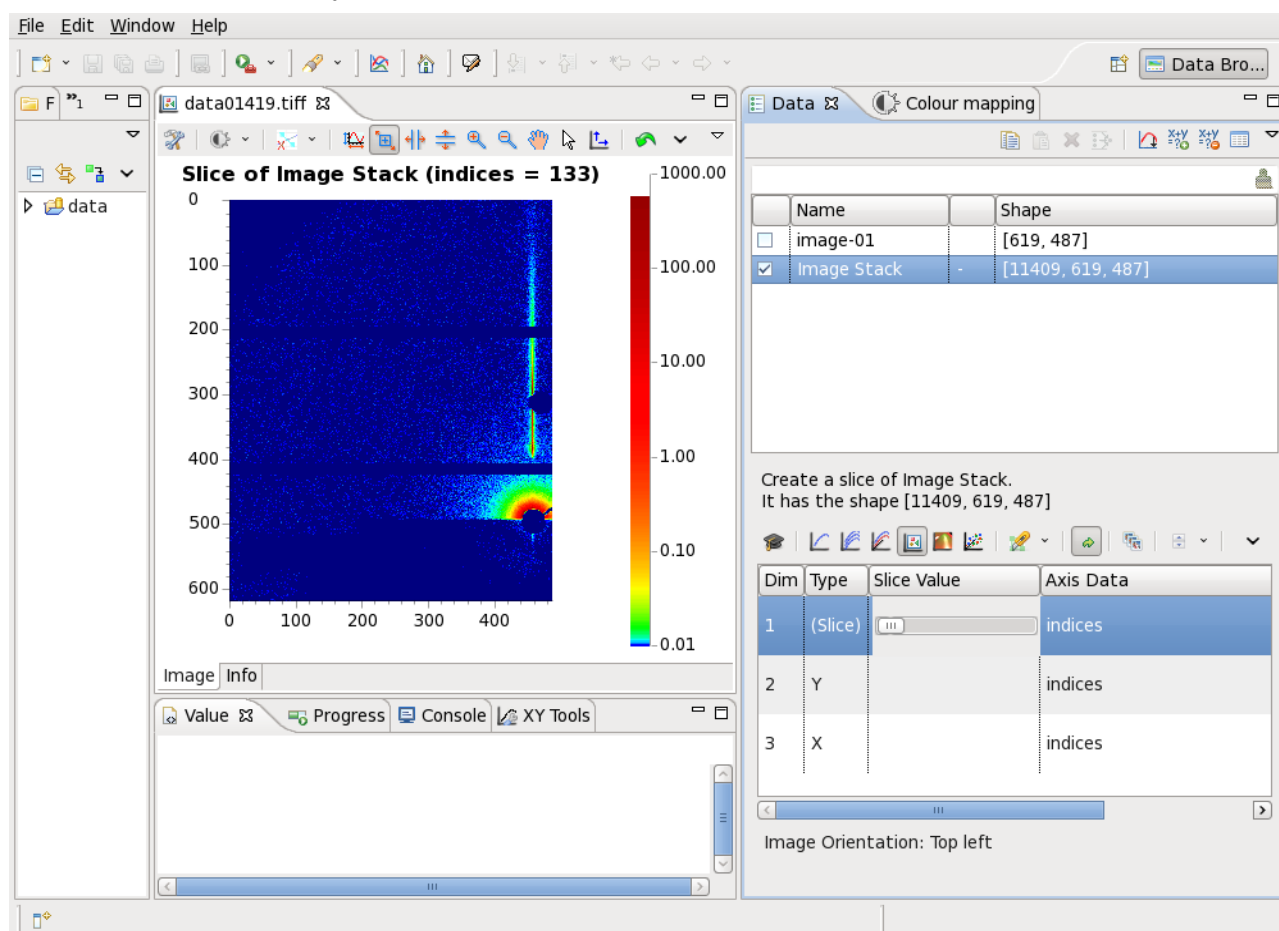 File Edit Window Help
Data Bro...
F »1
data
data01419.tiff
Slice of Image Stack (indices = 133)
0
100
200
300
400
500
600
0 100 200 300 400
1000.00
100.00
10.00
1.00
0.10
0.01
Image Info
Value Progress Console XY Tools
Data Colour mapping
Name Shape
image-01 [619, 487]
Image Stack - [11409, 619, 487]
Create a slice of Image Stack.
It has the shape [11409, 619, 487]
Dim Type Slice Value Axis Data
1 (Slice) indices
2 Y indices
3 X indices
Image Orientation: Top left